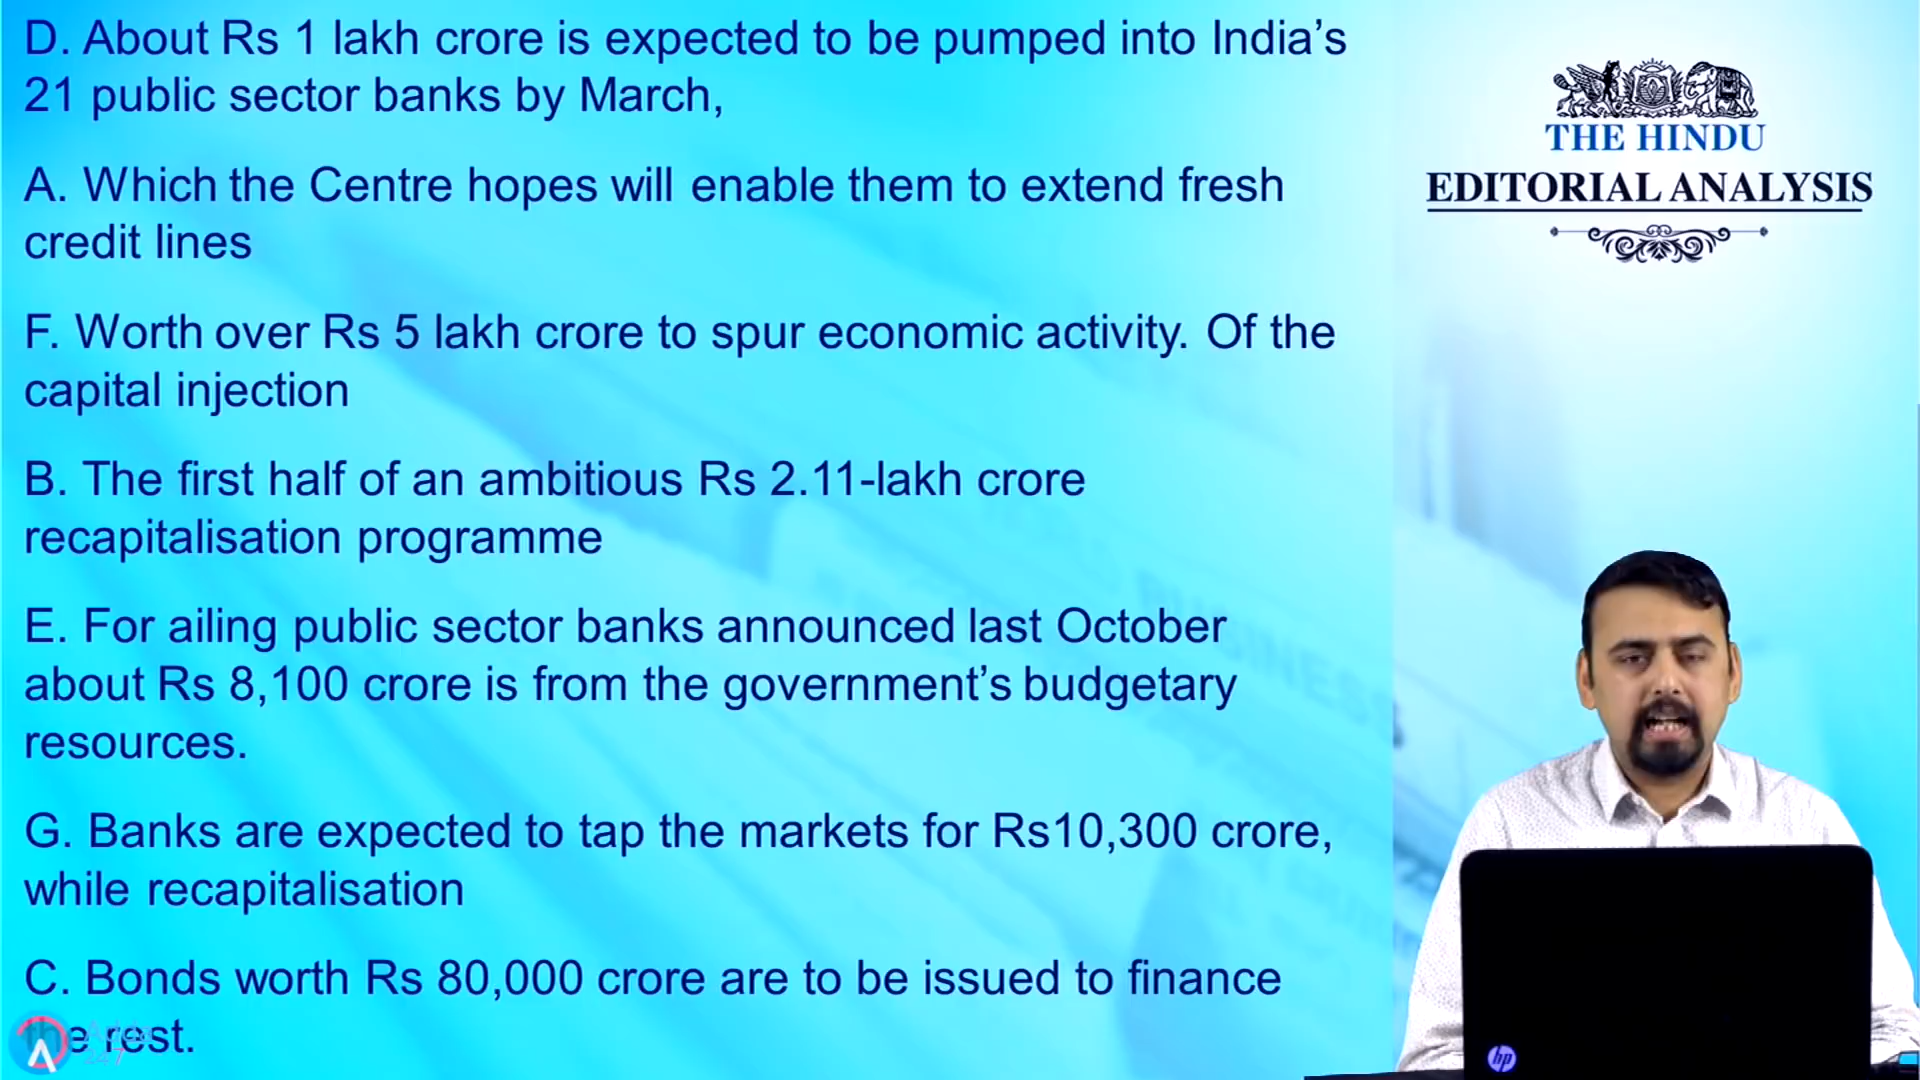 D. About Rs 1 lakh crore is expected to be pumped into India’s
21 public sector banks by March,
A. Which the Centre hopes will enable them to extend fresh
credit lines
F. Worth over Rs 5 lakh crore to spur economic activity. Of the
capital injection
B. The first half of an ambitious Rs 2.11-lakh crore
recapitalisation programme
E. For ailing public sector banks announced last October
about Rs 8,100 crore is from the government’s budgetary
resources.
G. Banks are expected to tap the markets for Rs10,300 crore,
while recapitalisation
C. Bonds worth Rs 80,000 crore are to be issued to finance
the rest.
THE HINDU
EDITORIAL ANALYSIS
hp